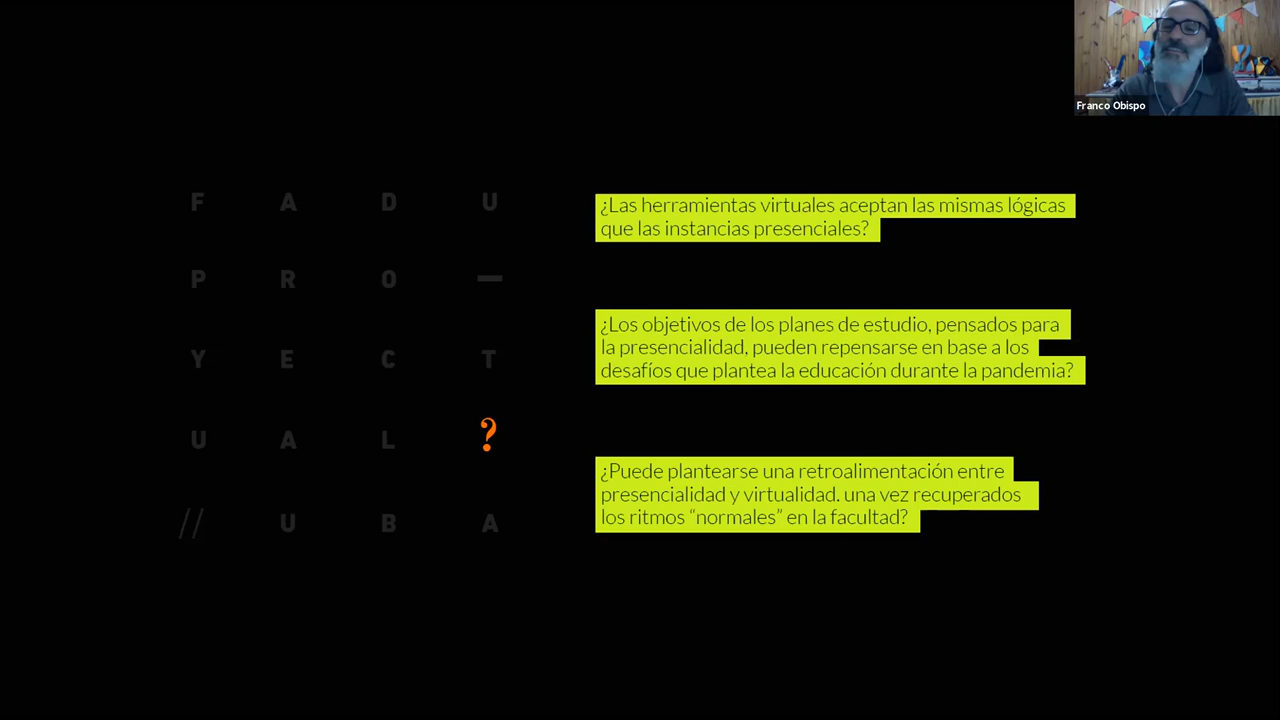 Franco Obispo
F A D U
P R O —
Y E C T
U A L ?
// U B A
¿Las herramientas virtuales aceptan las mismas lógicas
que las instancias presenciales?
¿Los objetivos de los planes de estudio, pensados para
la presencialidad, pueden repensarse en base a los
desafíos que plantea la educación durante la pandemia?
¿Puede plantearse una retroalimentación entre
presencialidad y virtualidad. una vez recuperados
los ritmos “normales” en la facultad?